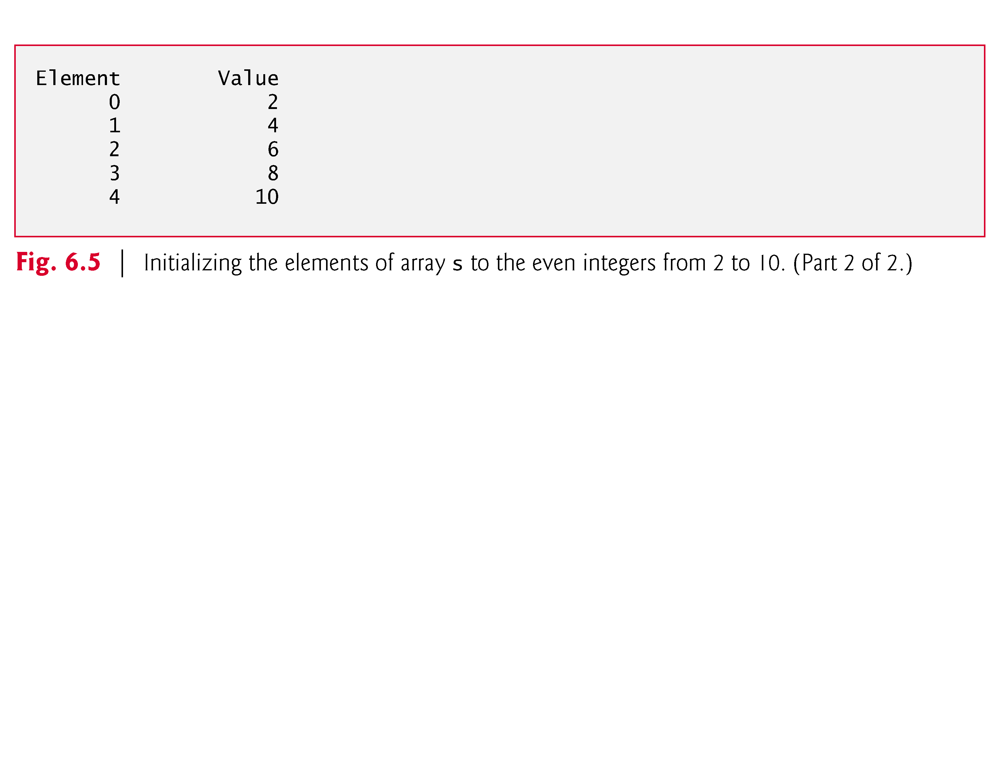 Element Value
0 2
1 4
2 6
3 8
4 10
Fig. 6.5 | Initializing the elements of array s to the even integers from 2 to 10. (Part 2 of 2.)